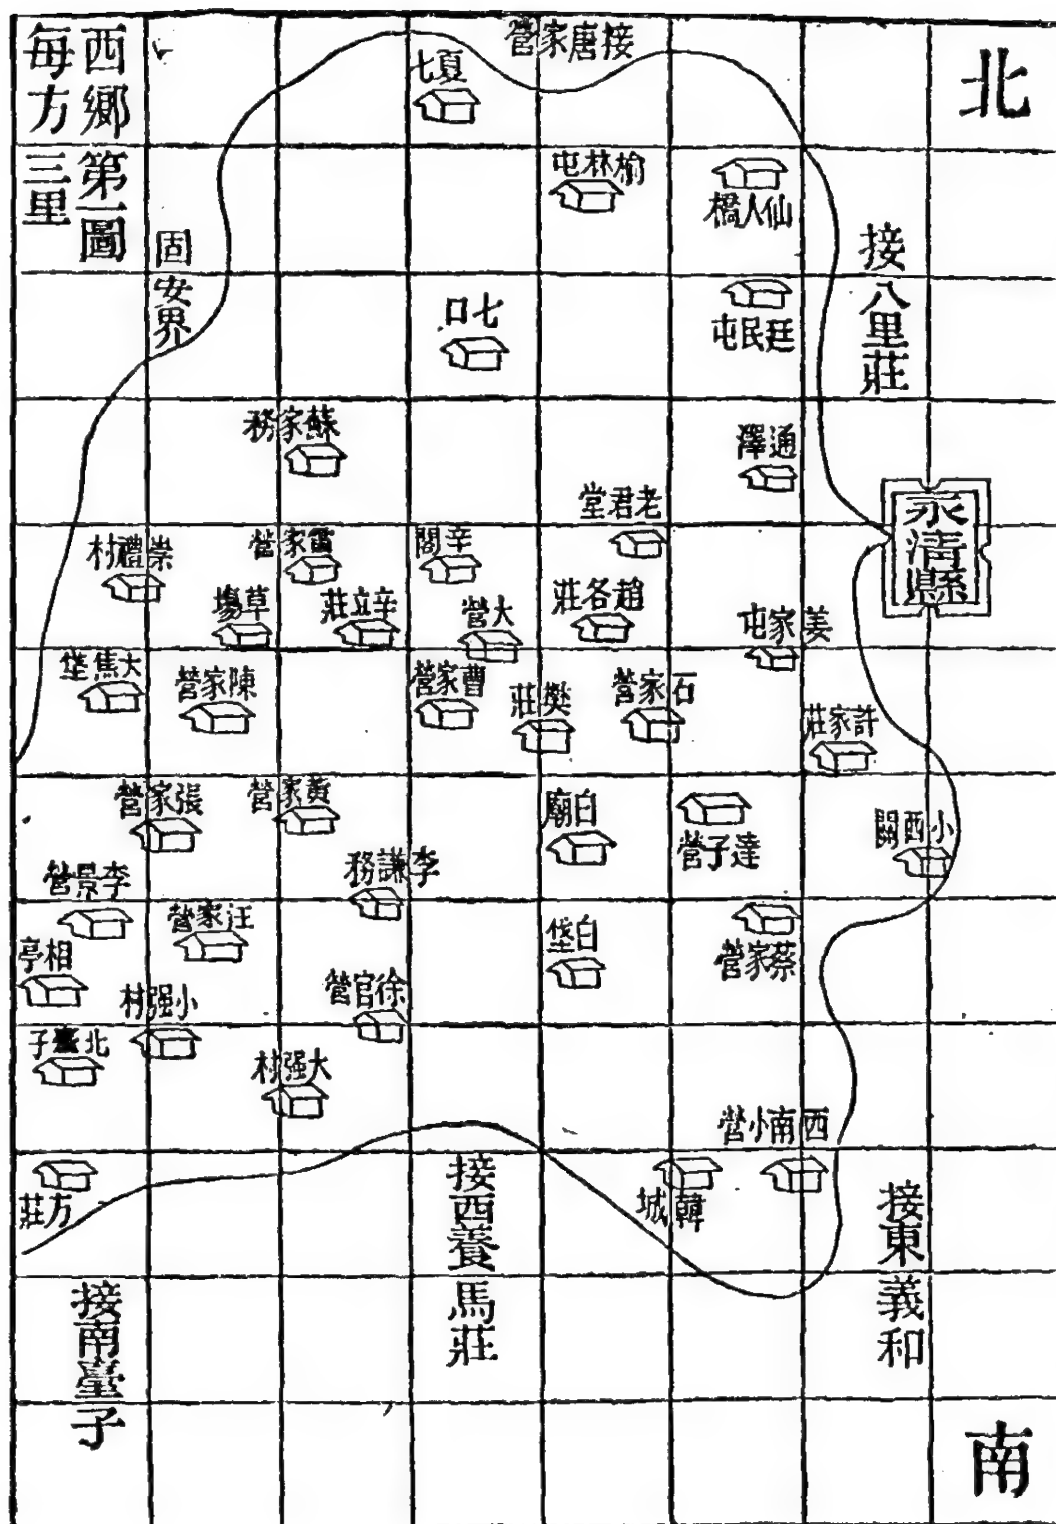 北
南
西鄉第一圖
每方三里
永清縣
接八里莊
接東義和
接唐家營
固安界
接西養馬莊
接南臺子
夏七
榆林屯
仙人橋
七口
廷民屯
蘇家務
通澤
老君堂
崇禮村
雷家營
辛閣
草塲
辛立莊
大營
趙各莊
姜家屯
大焦垡
陳家營
曹家營
樊莊
石家營
許家莊
張家營
黃家營
白廟
達子營
小西關
李景營
李謙務
汪家營
白垡
蔡家營
相亭
小强村
徐官營
北臺子
大强村
西南小營
韓城
方莊